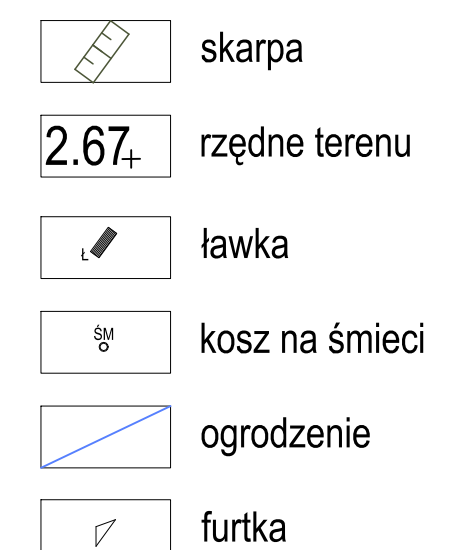 skarpa
2.67 rzędne terenu
Ł ławka
ŚM kosz na śmieci
ogrodzenie
furtka